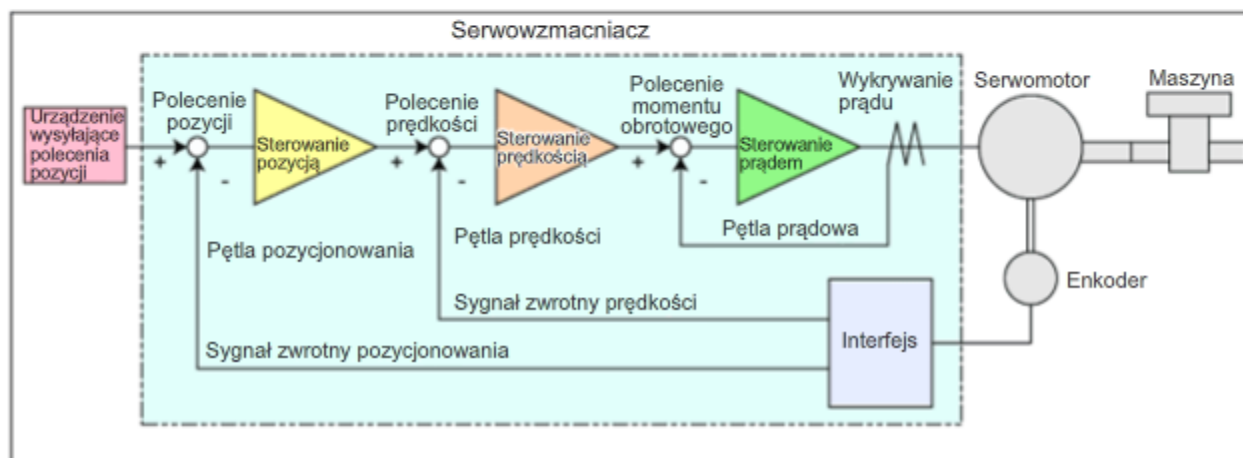 Serwowzmacniacz
Urządzenie
wysyłające
polecenia
pozycji
Polecenie
pozycji
+
-
Sterowanie
pozycją
Polecenie
prędkości
+
-
Sterowanie
prędkością
Polecenie
momentu
obrotowego
+
-
Sterowanie
prądem
Wykrywanie
prądu
Serwomotor
Maszyna
Pętla pozycjonowania
Pętla prędkości
Pętla prądowa
Enkoder
Sygnał zwrotny prędkości
Interfejs
Sygnał zwrotny pozycjonowania